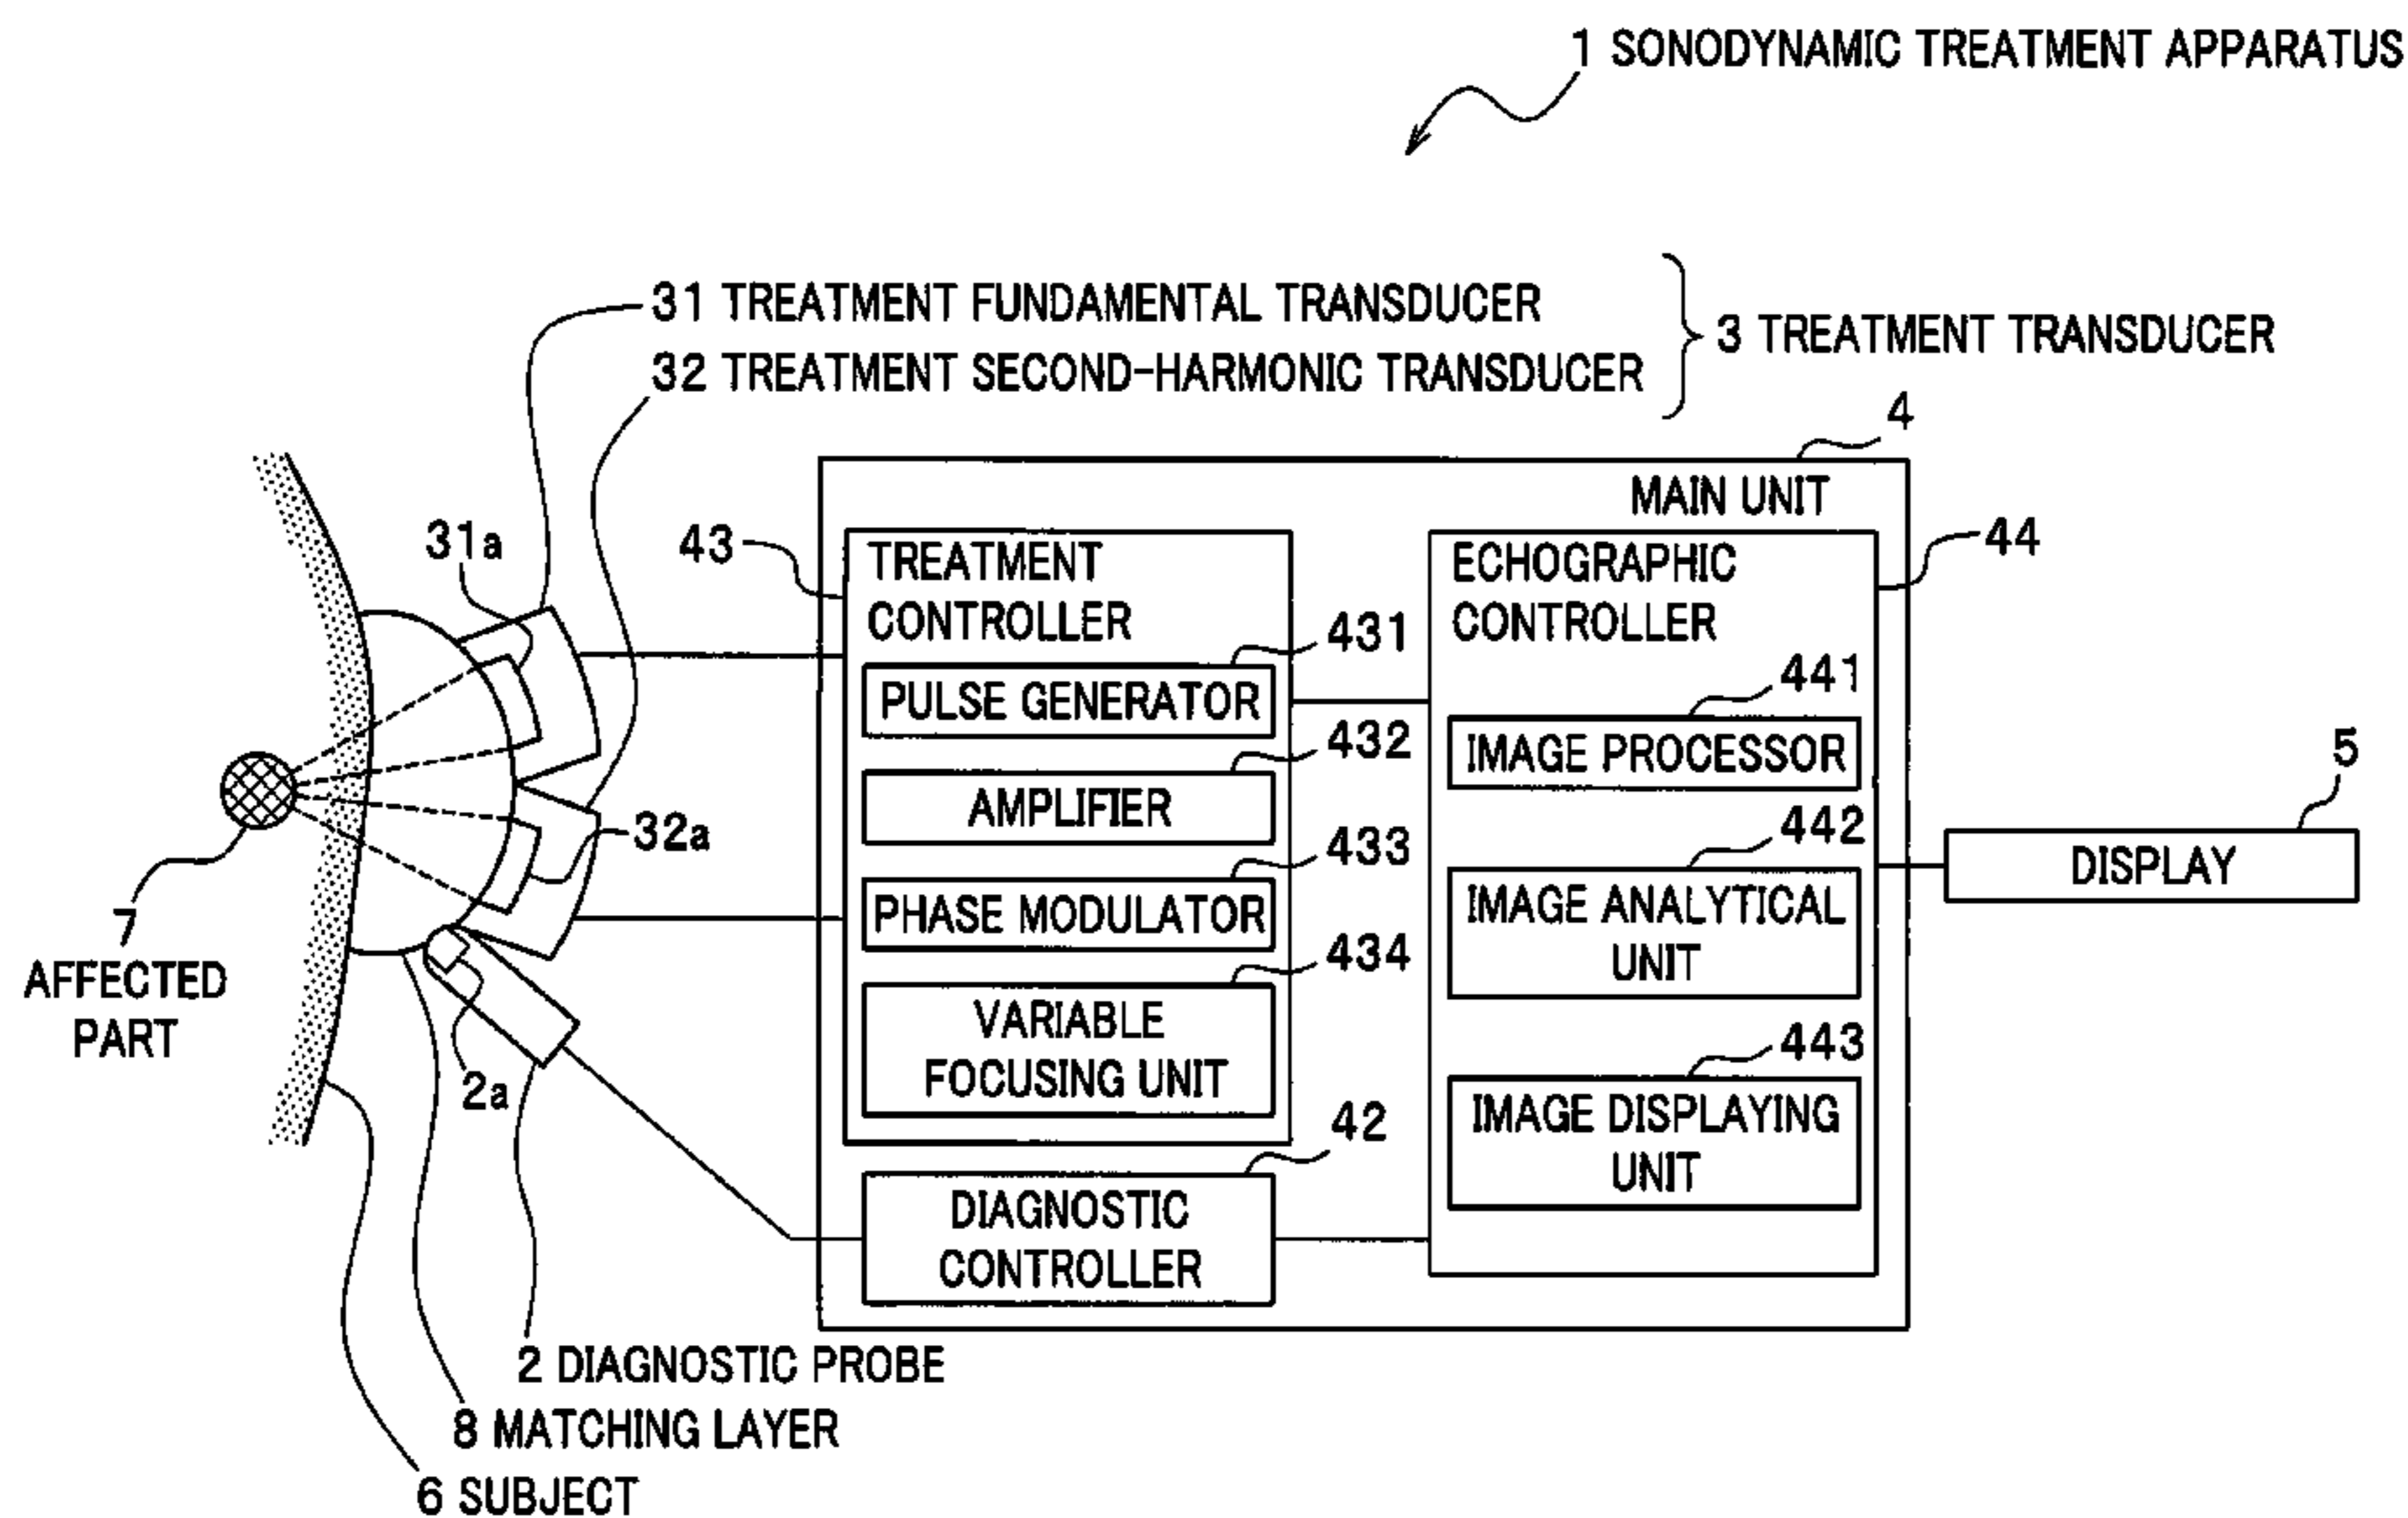 1 SONODYNAMIC TREATMENT APPARATUS
31 TREATMENT FUNDAMENTAL TRANSDUCER
32 TREATMENT SECOND-HARMONIC TRANSDUCER
3 TREATMENT TRANSDUCER
4
MAIN UNIT
31a
43
TREATMENT
CONTROLLER
431
PULSE GENERATOR
432
AMPLIFIER
433
PHASE MODULATOR
434
VARIABLE
FOCUSING UNIT
42
DIAGNOSTIC
CONTROLLER
44
ECHOGRAPHIC
CONTROLLER
441
IMAGE PROCESSOR
442
IMAGE ANALYTICAL
UNIT
443
IMAGE DISPLAYING
UNIT
5
DISPLAY
32a
7
AFFECTED
PART
2a
2 DIAGNOSTIC PROBE
8 MATCHING LAYER
6 SUBJECT